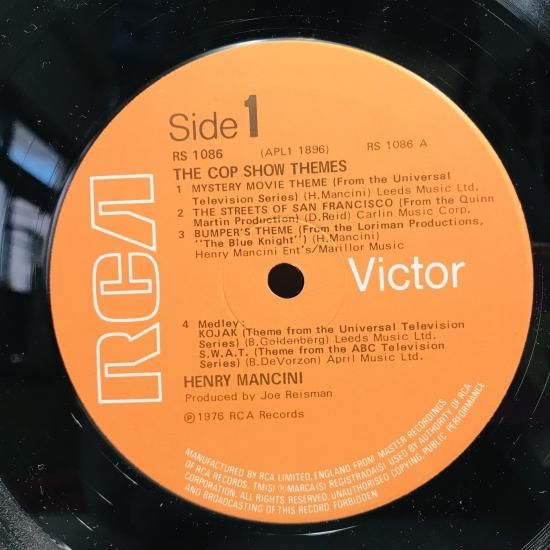 Side 1
RS 1086 (APL1 1896) RS 1086 A
THE COP SHOW THEMES
1 MYSTERY MOVIE THEME (From the Universal
Television Series) (H.Mancini) Leeds Music Ltd.
2 THE STREETS OF SAN FRANCISCO (From the Quinn
Martin Production) (D.Reid) Carlin Music Corp.
3 BUMPER'S THEME (From the Loriman Productions,
"The Blue Knight") (H.Mancini)
Henry Mancini Ent's/Marillor Music
RCA
Victor
4 Medley:
KOJAK (Theme from the Universal Television
Series) (B.Goldenberg) Leeds Music Ltd.
S.W.A.T. (Theme from the ABC Television
Series) (B.DeVorzon) April Music Ltd.
HENRY MANCINI
Produced by Joe Reisman
℗ 1976 RCA Records
MANUFACTURED BY RCA LIMITED, ENGLAND FROM MASTER RECORDINGS
OF RCA RECORDS. TM(S) ® MARCA(S) REGISTRADA(S) USED BY AUTHORITY OF RCA
CORPORATION. ALL RIGHTS RESERVED. UNAUTHORISED COPYING, PUBLIC PERFORMANCE
AND BROADCASTING OF THIS RECORD FORBIDDEN